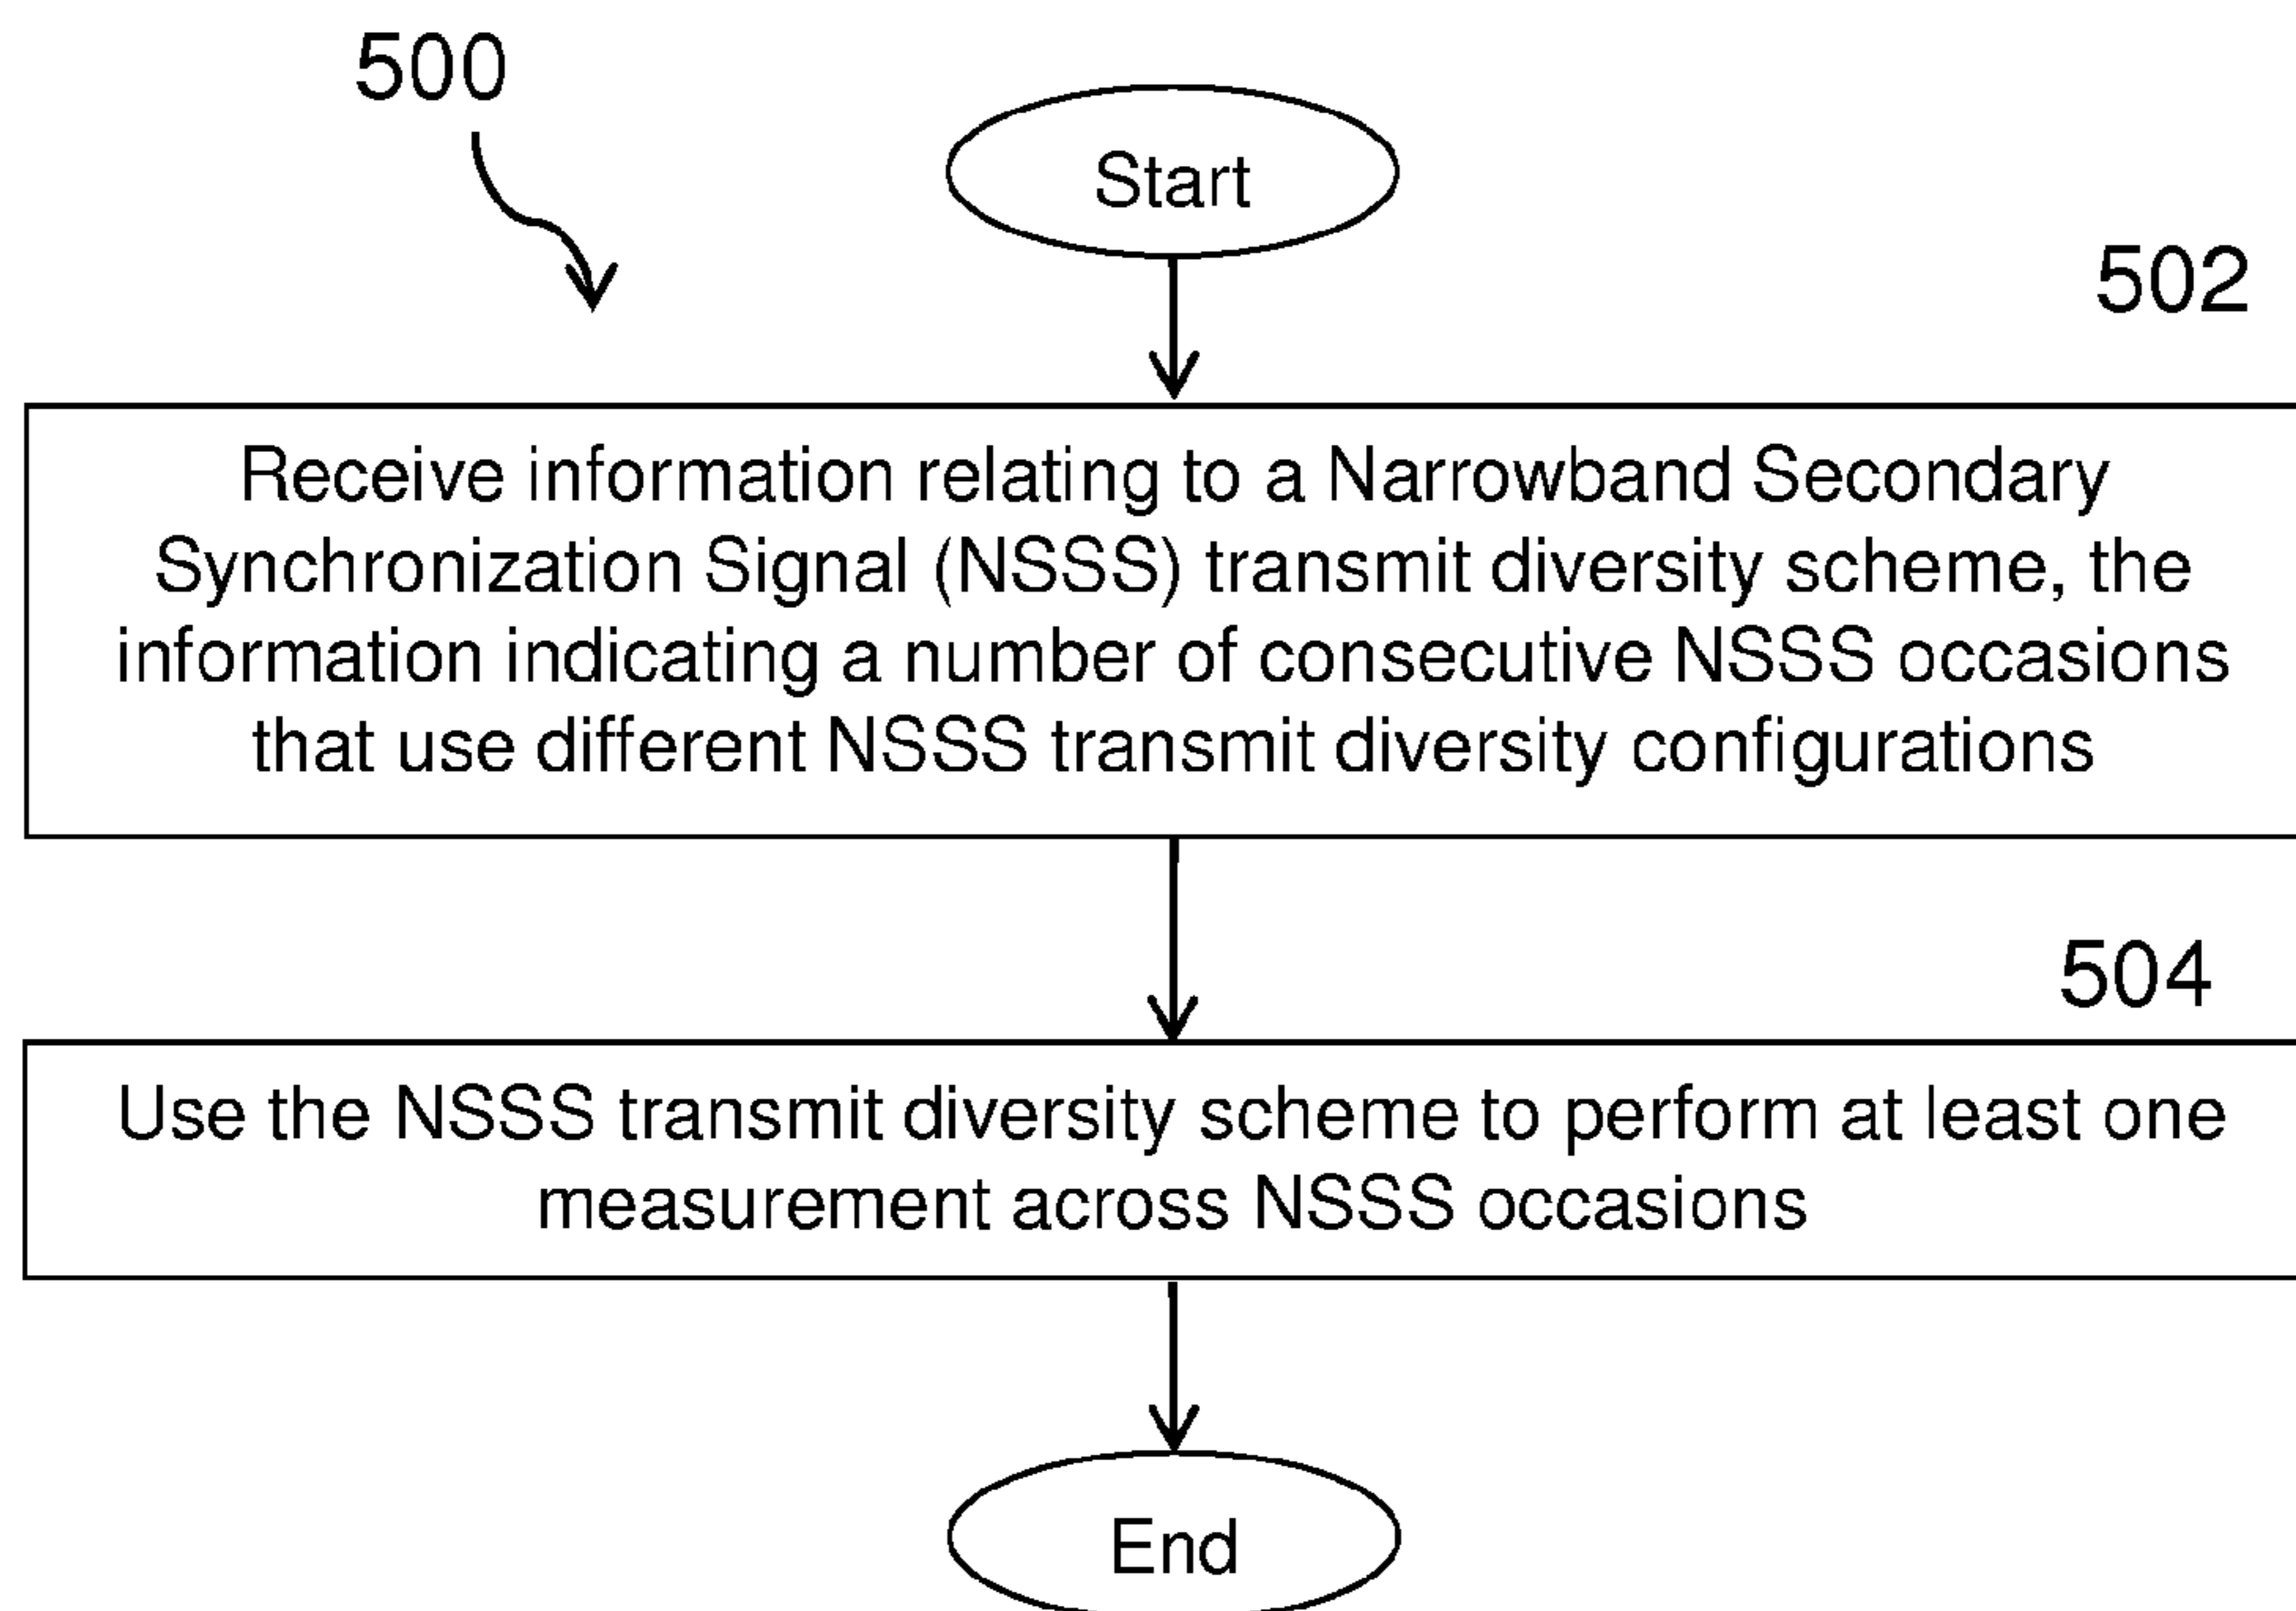 500
Start
502
Receive information relating to a Narrowband Secondary
Synchronization Signal (NSSS) transmit diversity scheme, the
information indicating a number of consecutive NSSS occasions
that use different NSSS transmit diversity configurations
504
Use the NSSS transmit diversity scheme to perform at least one
measurement across NSSS occasions
End